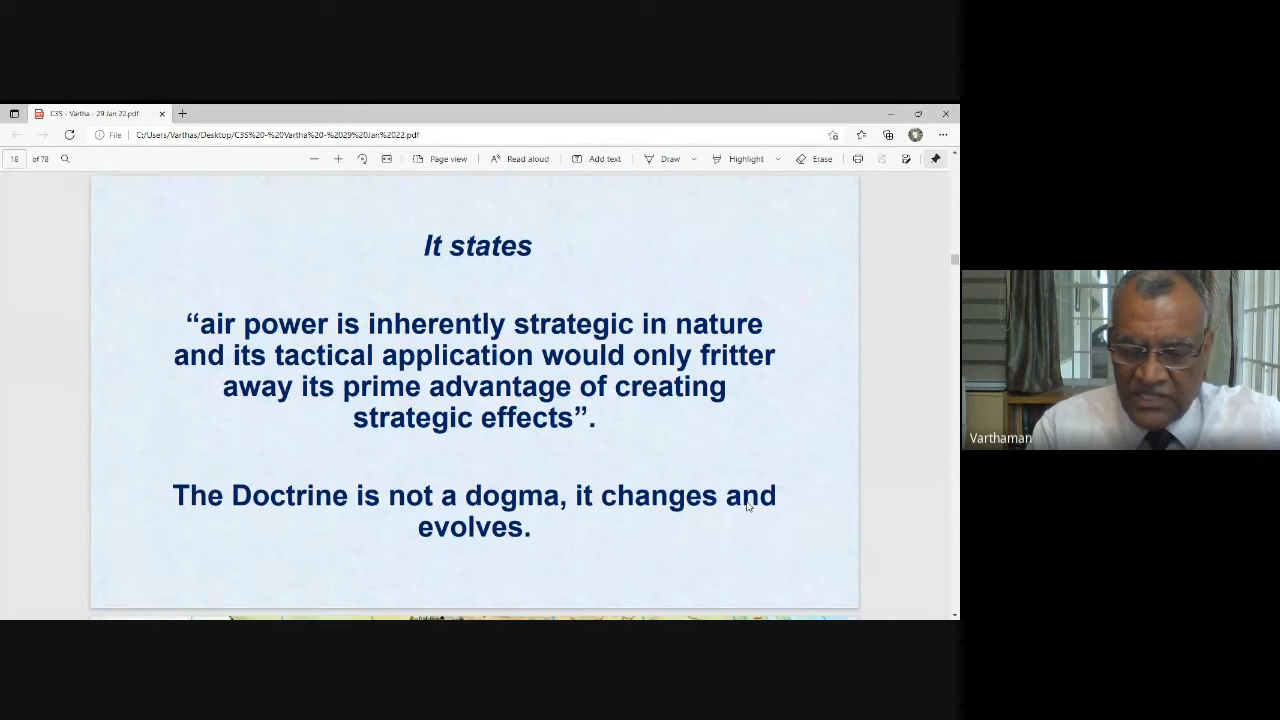 C3S - Vartha - 29 Jan 22.pdf
File
C:/Users/Varthas/Desktop/C3S%20-%20Vartha%20-%2029%20Jan%2022.pdf
18 of 78
Page view
Read aloud
Add text
Draw
Highlight
Erase
It states
“air power is inherently strategic in nature
and its tactical application would only fritter
away its prime advantage of creating
strategic effects”.
The Doctrine is not a dogma, it changes and
evolves.
Varthaman